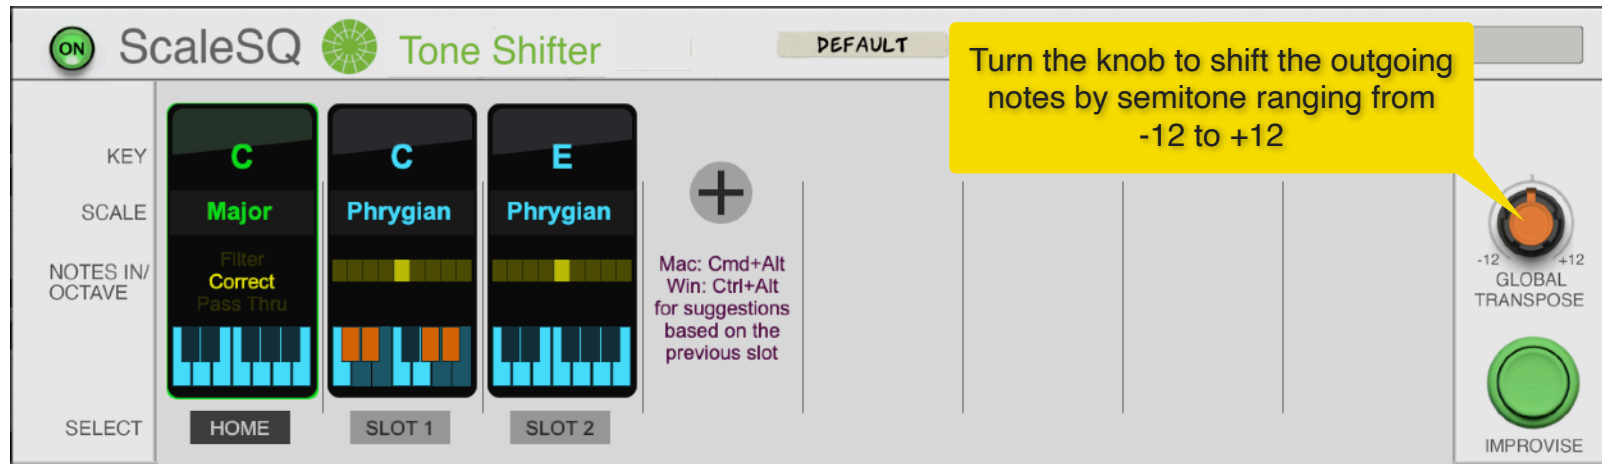 ON
ScaleSQ
Tone Shifter
DEFAULT
Turn the knob to shift the outgoing
notes by semitone ranging from
-12 to +12
KEY
C
C
E
SCALE
Major
Phrygian
Phrygian
NOTES IN/
OCTAVE
Filter
Correct
Pass Thru
Mac: Cmd+Alt
Win: Ctrl+Alt
for suggestions
based on the
previous slot
-12
+12
GLOBAL
TRANSPOSE
SELECT
HOME
SLOT 1
SLOT 2
IMPROVISE